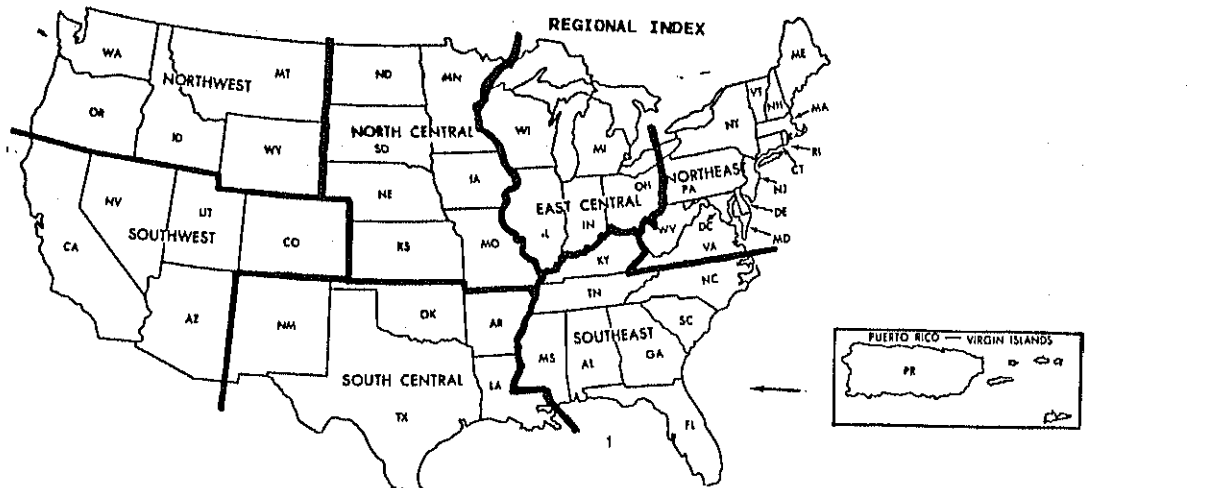 REGIONAL INDEX
WA
MT
ND
MN
ME
NORTHWEST
VT
NH
MA
OR
ID
WY
NORTH CENTRAL
SD
WI
MI
NY
RI
CT
IA
NE
OH
NORTHEAST
PA
NJ
NV
UT
CO
SOUTHWEST
CA
KS
MO
EAST CENTRAL
IL
IN
WV
DC
DE
MD
VA
KY
NC
TN
AZ
NM
OK
AR
SOUTHEAST
SC
MS
AL
GA
SOUTH CENTRAL
LA
TX
FL
PUERTO RICO — VIRGIN ISLANDS
PR
1